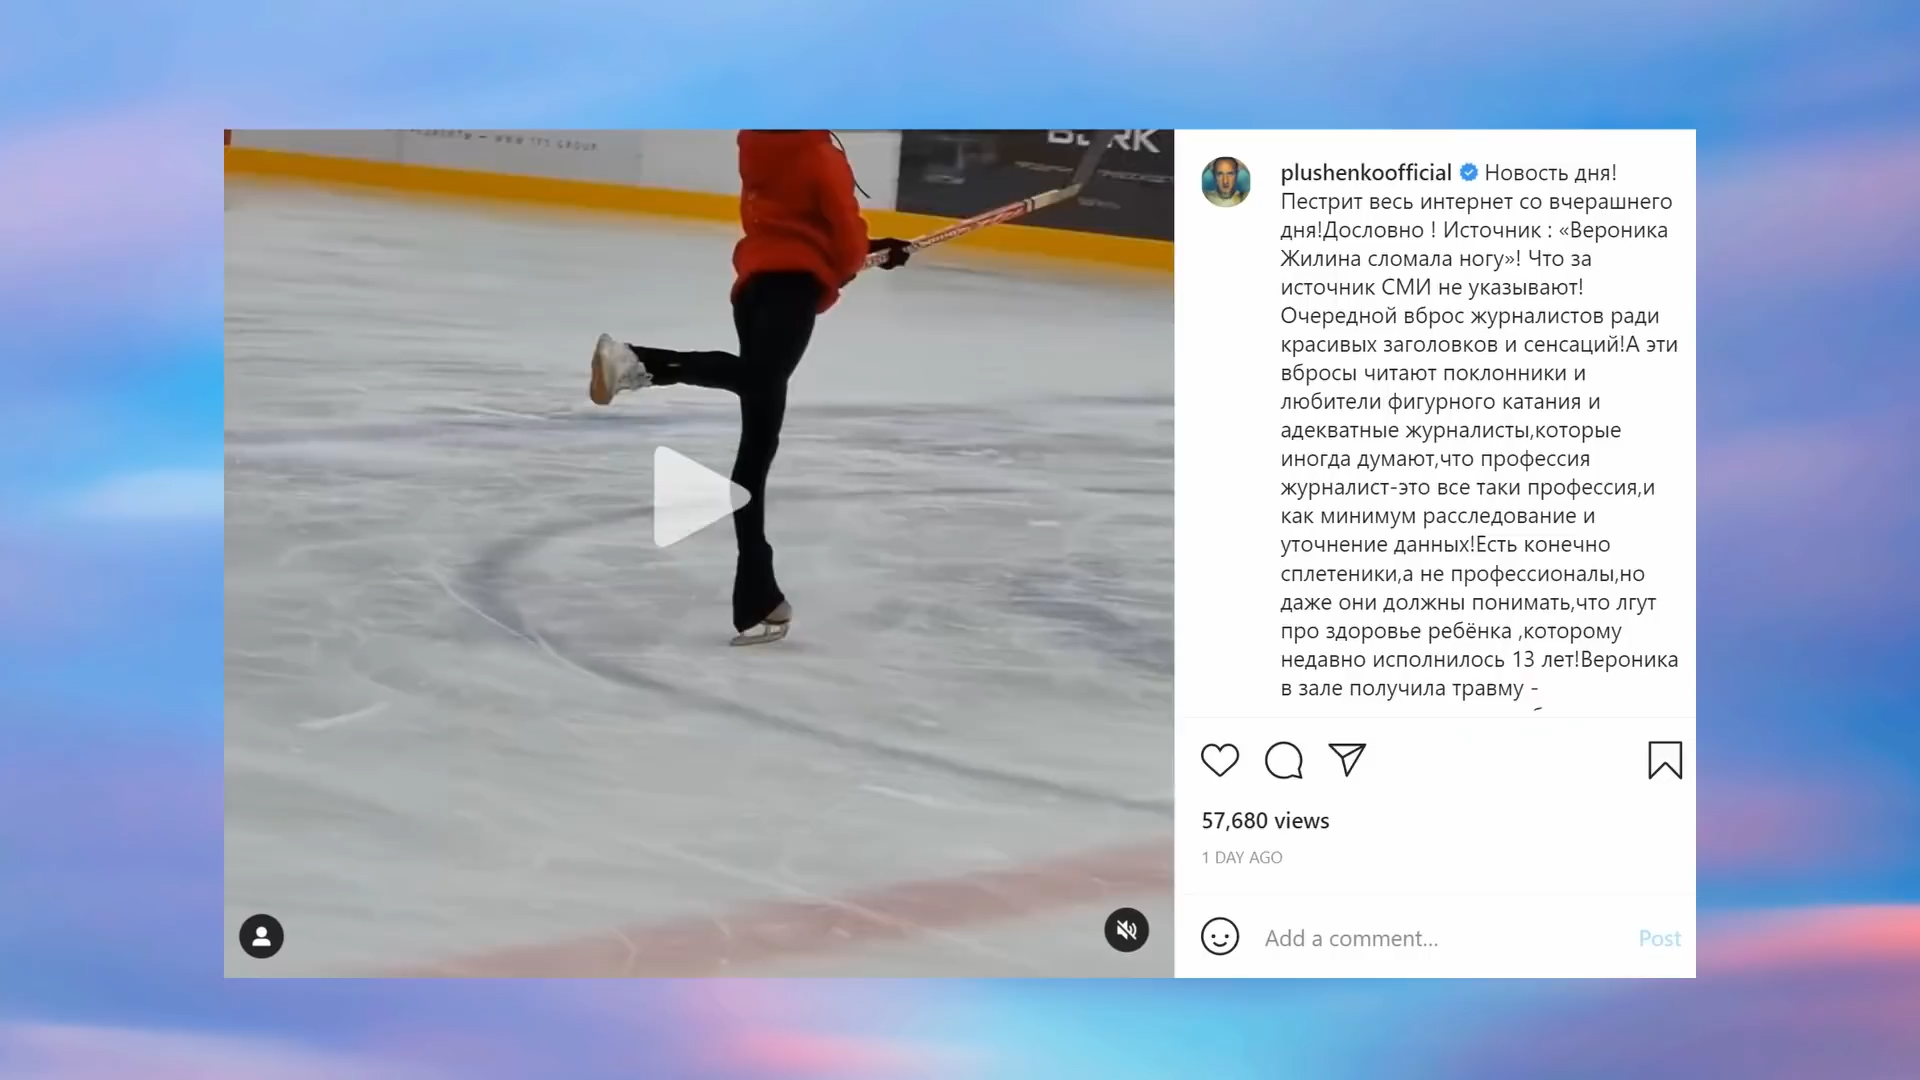 plushenkoofficial Новость дня!
Пестрит весь интернет со вчерашнего
дня!Дословно ! Источник : «Вероника
Жилина сломала ногу»! Что за
источник СМИ не указывают!
Очередной вброс журналистов ради
красивых заголовков и сенсаций!А эти
вбросы читают поклонники и
любители фигурного катания и
адекватные журналисты,которые
иногда думают,что профессия
журналист-это все таки профессия,и
как минимум расследование и
уточнение данных!Есть конечно
сплетеники,а не профессионалы,но
даже они должны понимать,что лгут
про здоровье ребёнка ,которому
недавно исполнилось 13 лет!Вероника
в зале получила травму -
57,680 views
1 DAY AGO
Add a comment...
Post